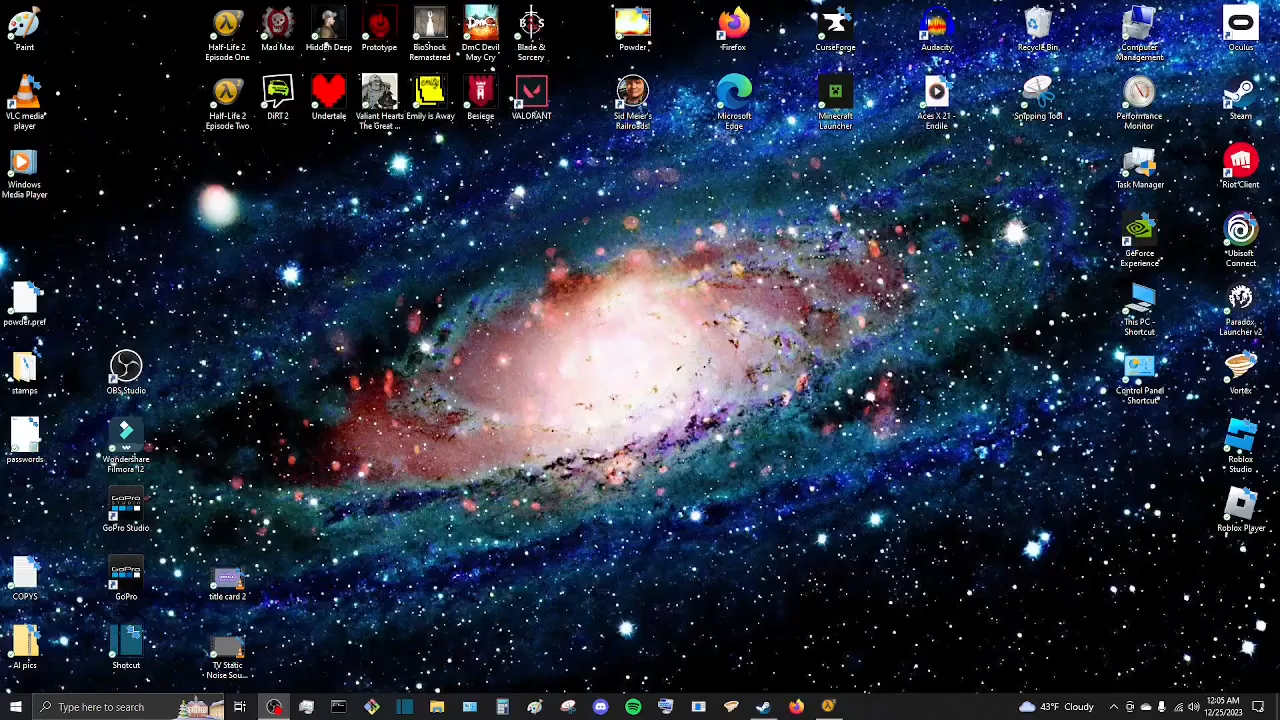 Paint
Half-Life 2
Episode One
Mad Max
Hidden Deep
Prototype
BioShock
Remastered
DmC Devil
May Cry
Blade and
Sorcery
Powder
FireFox
CurseForge
Audacity
Recycle Bin
Computer
Management
Oculus
VLC media
player
Half-Life 2
Episode Two
DiRT 2
Undertale
Valiant Hearts
The Great ...
Emily is Away
Besiege
VALORANT
Sid Meier's
Railroads!
Microsoft
Edge
Minecraft
Launcher
Aces X 21 -
Endile
Snipping Tool
Performance
Monitor
Steam
Windows
Media Player
Task Manager
Riot Client
GeForce
Experience
Ubisoft
Connect
powder.pref
This PC -
Shortcut
Paradox
Launcher v2
stamps
OBS Studio
Control Panel -
Shortcut
Vortex
passwords
Wondershare
Filmora 12
Roblox
Studio
GoPro
STUDIO
GoPro Studio
Roblox Player
COPYS
GoPro
GoPro
title card 2
AI pics
Shotcut
TV Static
Noise Sou...
Type here to search
43°F Cloudy
12:05 AM
12/25/2023